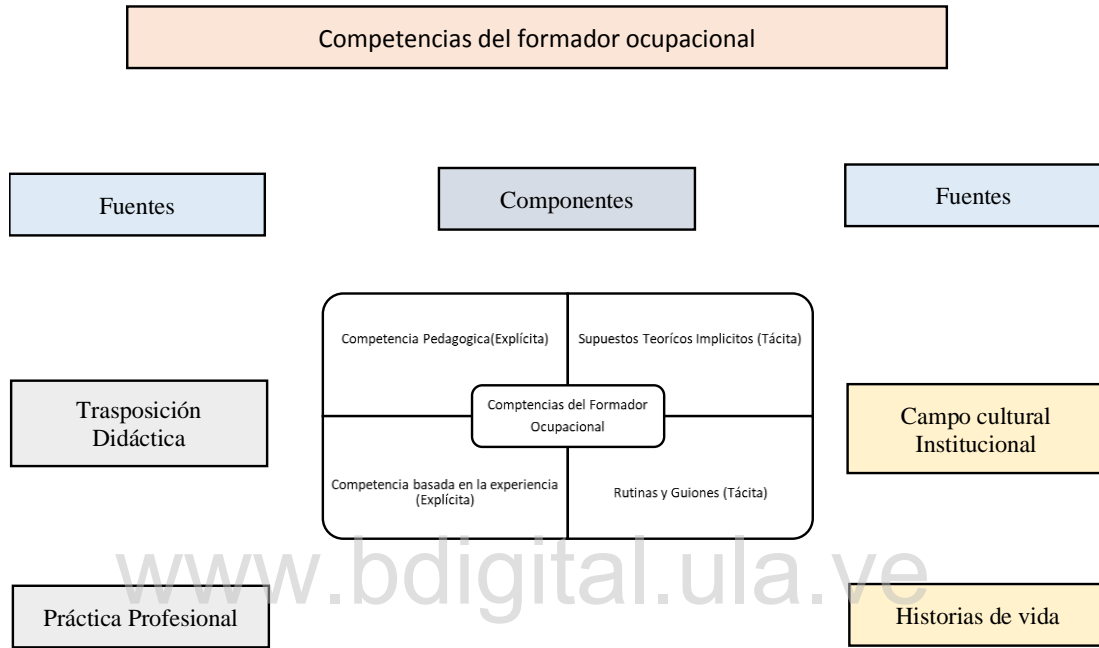 Competencias del formador ocupacional
Fuentes
Componentes
Fuentes
Competencia Pedagogica(Explícita)
Supuestos Teorícos Implicitos (Tácita)
Trasposición
Didáctica
Comptencias del Formador
Ocupacional
Campo cultural
Institucional
Competencia basada en la experiencia
(Explícita)
Rutinas y Guiones (Tácita)
www.bdigital.ula.ve
Práctica Profesional
Historias de vida